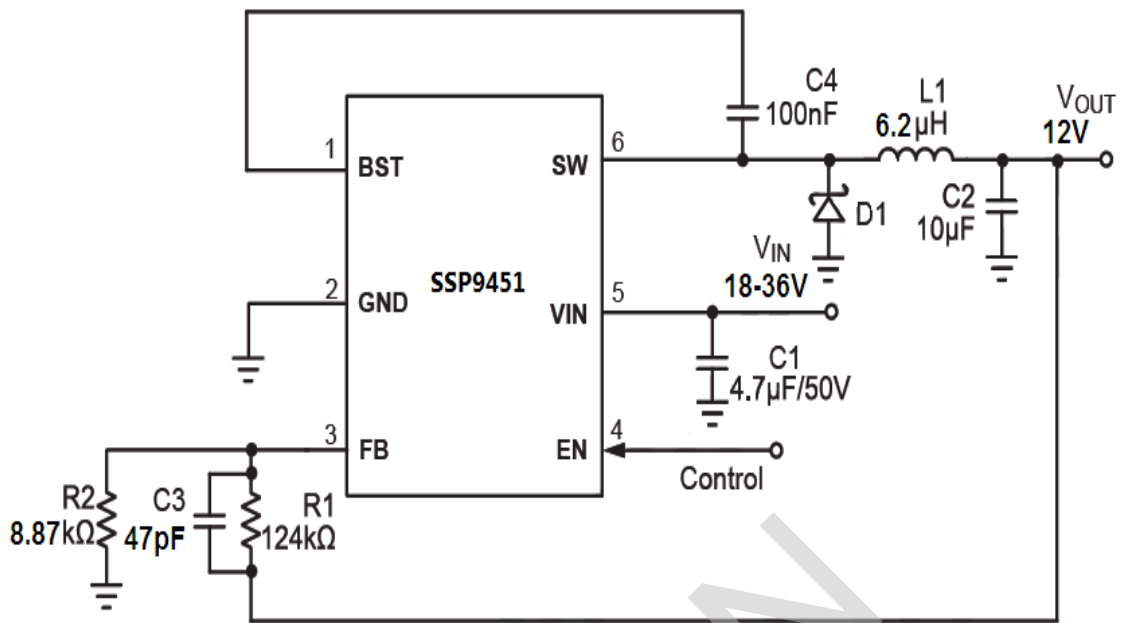 C4
100nF
L1
6.2µH
VOUT
12V
1
BST
SW
6
D1
C2
10µF
SSP9451
VIN
18-36V
2
GND
VIN
5
C1
4.7µF/50V
3
FB
EN
4
Control
R2
8.87kΩ
C3
47pF
R1
124kΩ